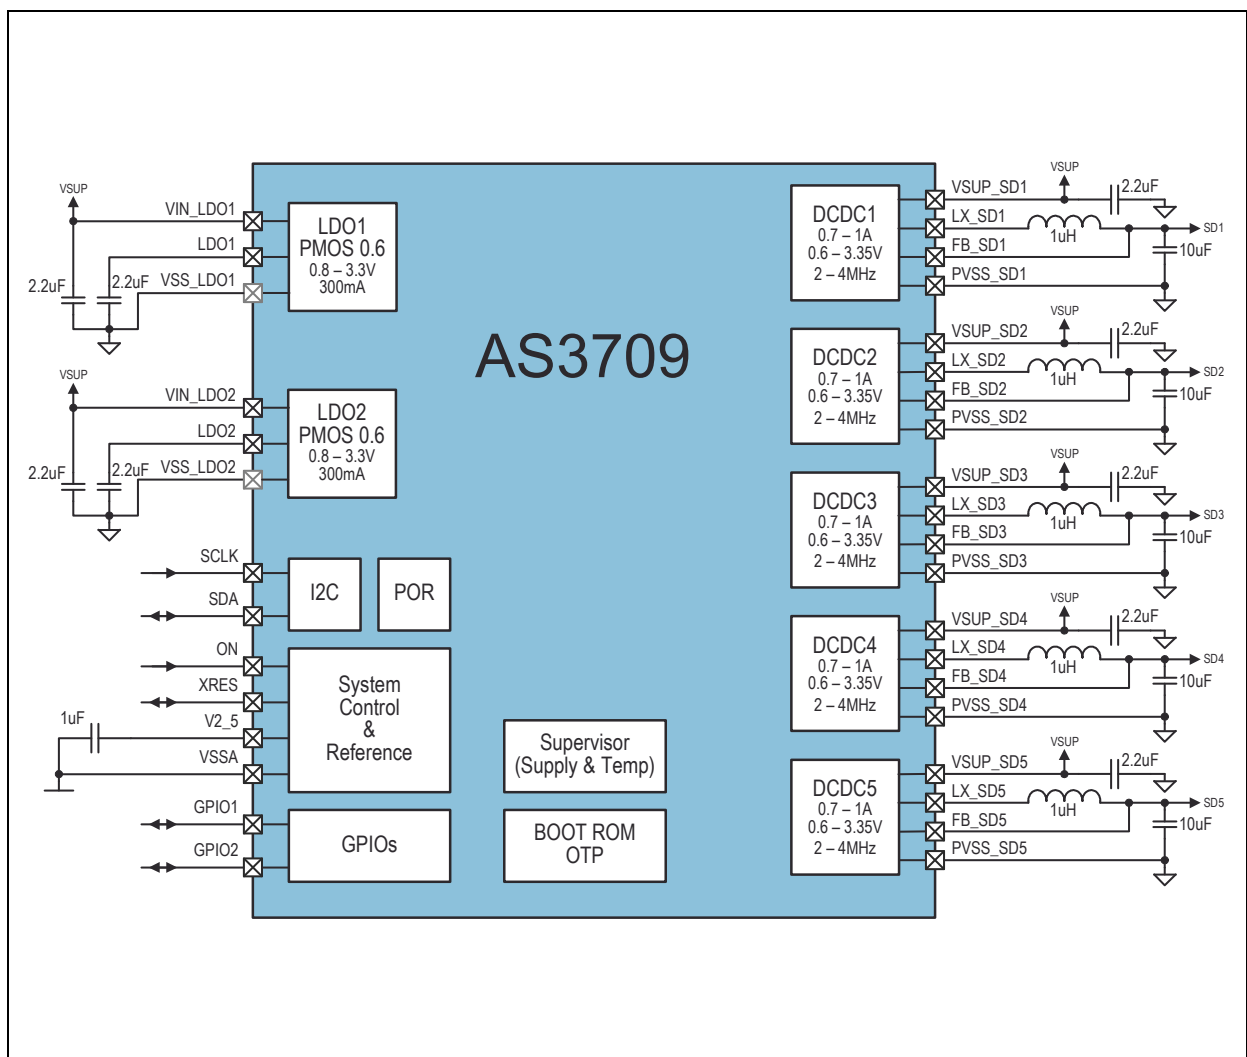 AS3709
VSUP
VIN_LDO1
LDO1
VSS_LDO1
2.2uF
2.2uF
LDO1
PMOS 0.6
0.8 – 3.3V
300mA
VSUP
VIN_LDO2
LDO2
VSS_LDO2
2.2uF
2.2uF
LDO2
PMOS 0.6
0.8 – 3.3V
300mA
SCLK
SDA
I2C
POR
ON
XRES
1uF
V2_5
VSSA
System
Control
&
Reference
GPIO1
GPIO2
GPIOs
Supervisor
(Supply & Temp)
BOOT ROM
OTP
DCDC1
0.7 – 1A
0.6 – 3.35V
2 – 4MHz
VSUP_SD1
LX_SD1
FB_SD1
PVSS_SD1
VSUP
2.2uF
1uH
SD1
10uF
DCDC2
0.7 – 1A
0.6 – 3.35V
2 – 4MHz
VSUP_SD2
LX_SD2
FB_SD2
PVSS_SD2
VSUP
2.2uF
1uH
SD2
10uF
DCDC3
0.7 – 1A
0.6 – 3.35V
2 – 4MHz
VSUP_SD3
LX_SD3
FB_SD3
PVSS_SD3
VSUP
2.2uF
1uH
SD3
10uF
DCDC4
0.7 – 1A
0.6 – 3.35V
2 – 4MHz
VSUP_SD4
LX_SD4
FB_SD4
PVSS_SD4
VSUP
2.2uF
1uH
SD4
10uF
DCDC5
0.7 – 1A
0.6 – 3.35V
2 – 4MHz
VSUP_SD5
LX_SD5
FB_SD5
PVSS_SD5
VSUP
2.2uF
1uH
SD5
10uF